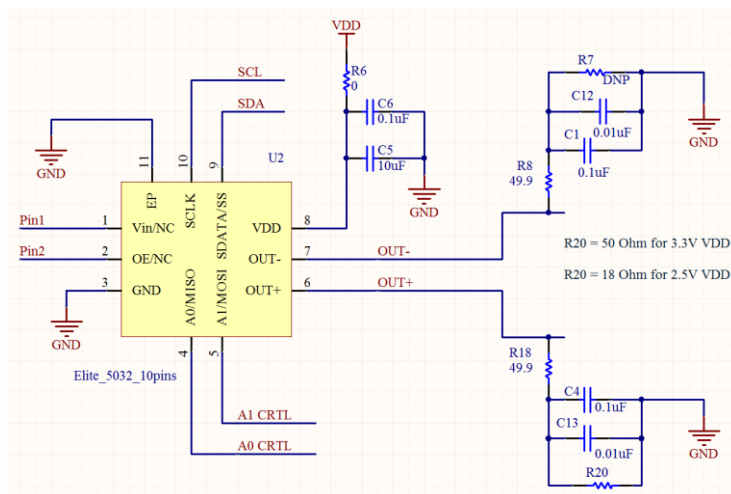 VDD
R6
0
SCL
C6
0.1uF
SDA
U2
C5
10uF
GND
R7
DNP
C12
0.01uF
C1
0.1uF
GND
R8
49.9
GND
11
10
9
EP
SCLK
SDATA/SS
Pin1
1
Vin/NC
VDD
8
Pin2
2
OE/NC
OUT-
7
OUT-
3
GND
OUT+
6
OUT+
A0/MISO
A1/MOSI
GND
4
5
Elite_5032_10pins
A1 CRTL
A0 CRTL
R20 = 50 Ohm for 3.3V VDD
R20 = 18 Ohm for 2.5V VDD
R18
49.9
C4
0.1uF
C13
0.01uF
R20
GND